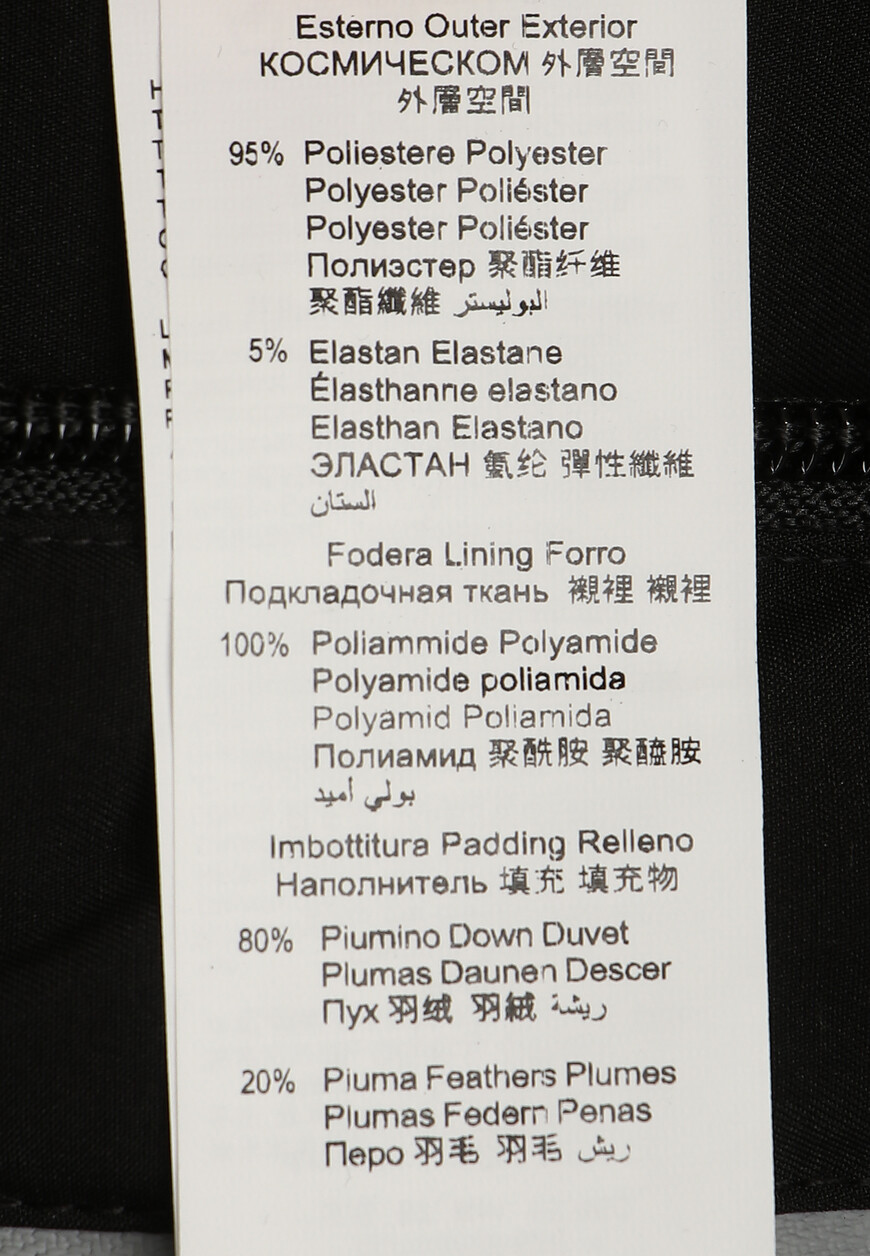 Esterno Outer Exterior
КОСМИЧЕСКОМ 外層空間
外層空間
95% Poliestere Polyester
Polyester Poliéster
Polyester Poliéster
Полиэстер 聚酯纤维
聚酯纖維 البوليستر
5% Elastan Elastane
Élasthanne elastano
Elasthan Elastano
ЭЛАСТАН 氨纶 彈性纖維
الستان
Fodera Lining Forro
Подкладочная ткань 襯裡 襯裡
100% Poliammide Polyamide
Polyamide poliamida
Polyamid Poliamida
Полиамид 聚酰胺 聚醯胺
بولي أميد
Imbottitura Padding Relleno
Наполнитель 填充 填充物
80% Piumino Down Duvet
Plumas Daunen Descer
Пух 羽绒 羽絨 ريشة
20% Piuma Feathers Plumes
Plumas Federn Penas
Перо 羽毛 羽毛 ريش